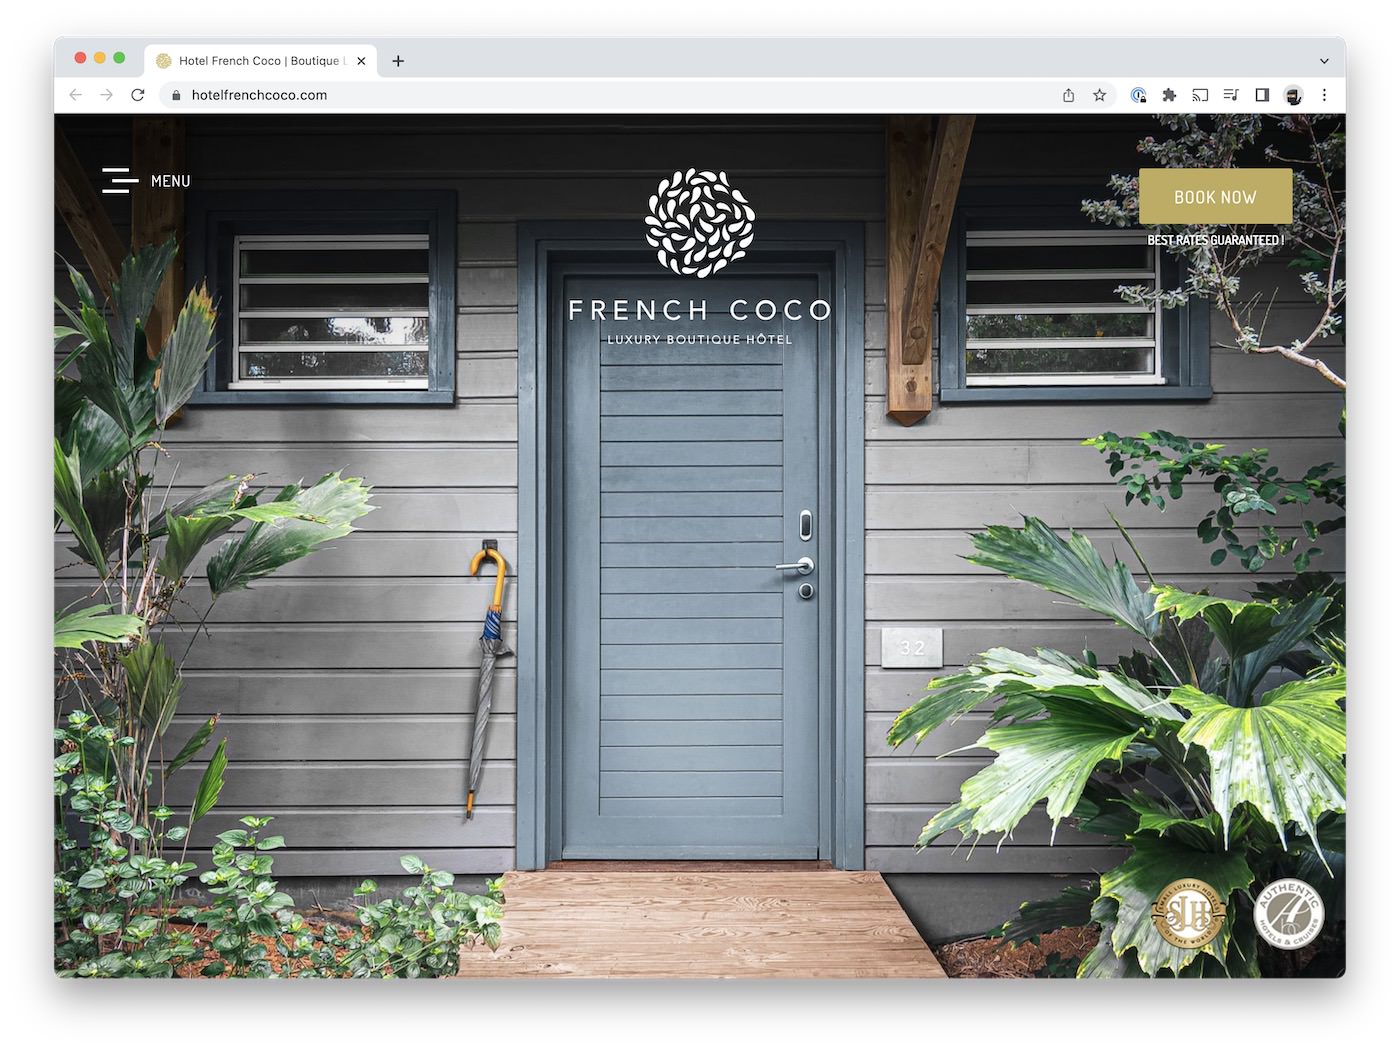 Hotel French Coco | Boutique L
hotelfrenchcoco.com
MENU
BOOK NOW
BEST RATES GUARANTEED !
FRENCH COCO
LUXURY BOUTIQUE HÔTEL
32
SMALL LUXURY HOTELS
SLH
OF THE WORLD
AUTHENTIC
A
HOTELS & CRUISES